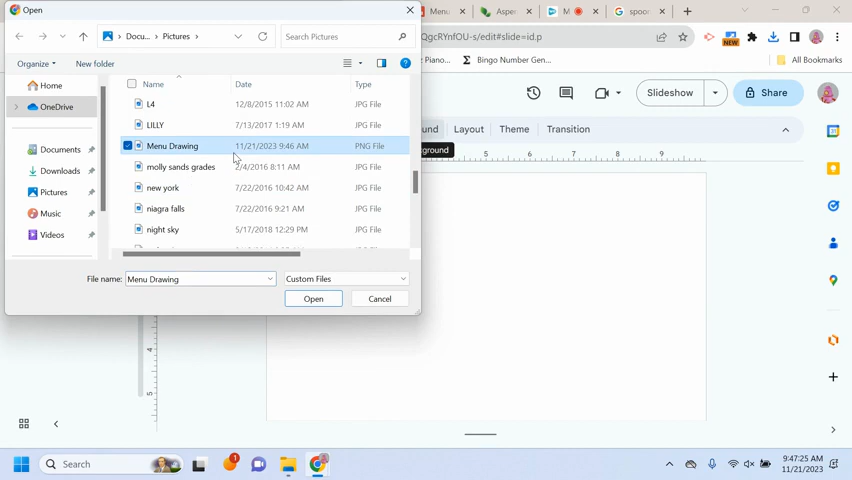 Open
Menu
Asper
M
spoor
Docu...
Pictures
Search Pictures
QgcRYnfOU-s/edit#slide=id.p
NEW
Organize
New folder
c Piano...
Bingo Number Gen...
All Bookmarks
Name
Date
Type
Home
OneDrive
Documents
Downloads
Pictures
Music
Videos
L4 12/8/2015 11:02 AM JPG File
LILLY 7/13/2017 1:19 AM JPG File
Menu Drawing 11/21/2023 9:46 AM PNG File
molly sands grades 2/4/2016 8:11 AM JPG File
new york 7/22/2016 10:42 AM JPG File
niagra falls 7/22/2016 9:21 AM JPG File
night sky 5/17/2018 12:29 PM JPG File
File name: Menu Drawing
Custom Files
Open
Cancel
Slideshow
Share
und
Layout
Theme
Transition
ground
5 6 7 8 9
4
5
Search
1
9:47:25 AM
11/21/2023